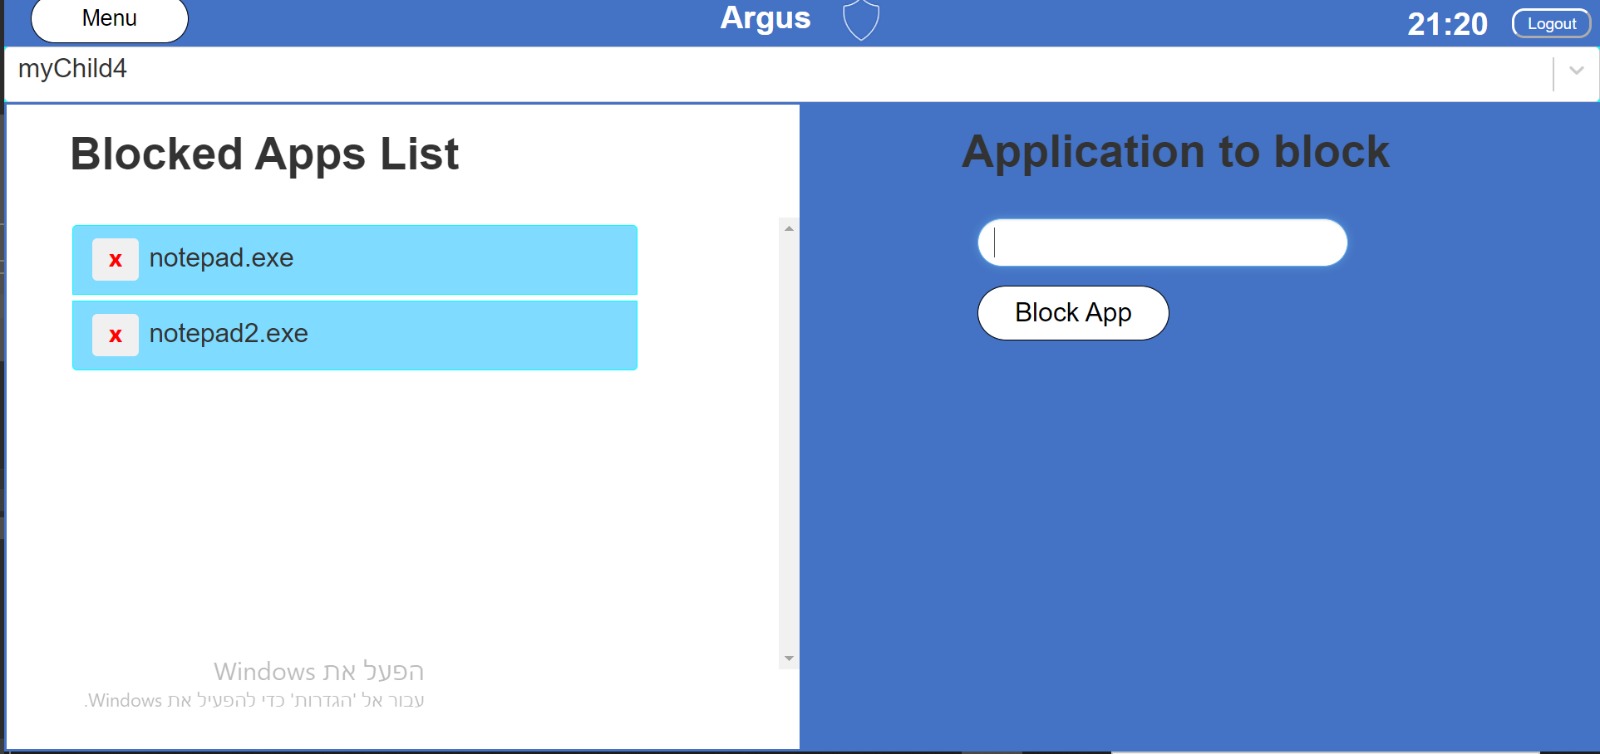 Menu
Argus
21:20
Logout
myChild4
Blocked Apps List
x notepad.exe
x notepad2.exe
Application to block
Block App
הפעל את Windows
עבור אל 'הגדרות' כדי להפעיל את Windows.